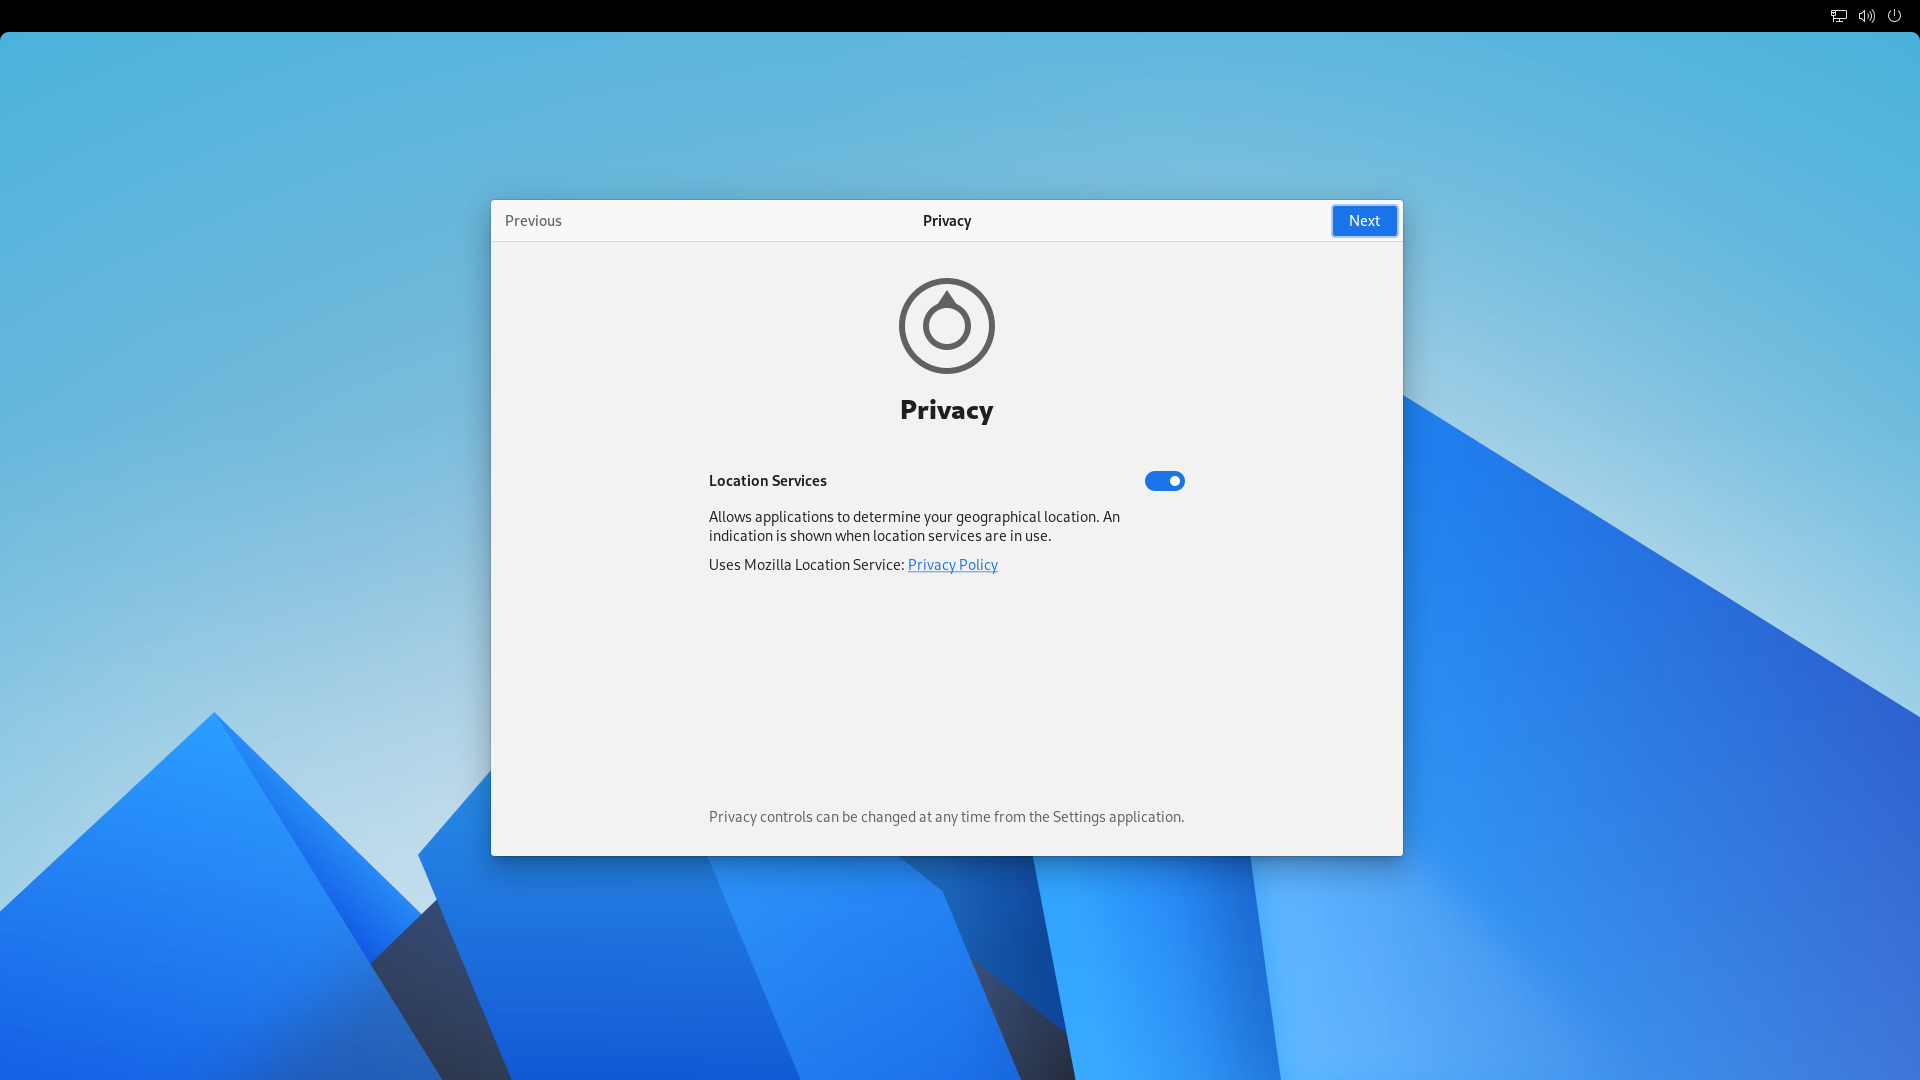 Previous
Privacy
Next
Privacy
Location Services
Allows applications to determine your geographical location. An
indication is shown when location services are in use.
Uses Mozilla Location Service: Privacy Policy
Privacy controls can be changed at any time from the Settings application.